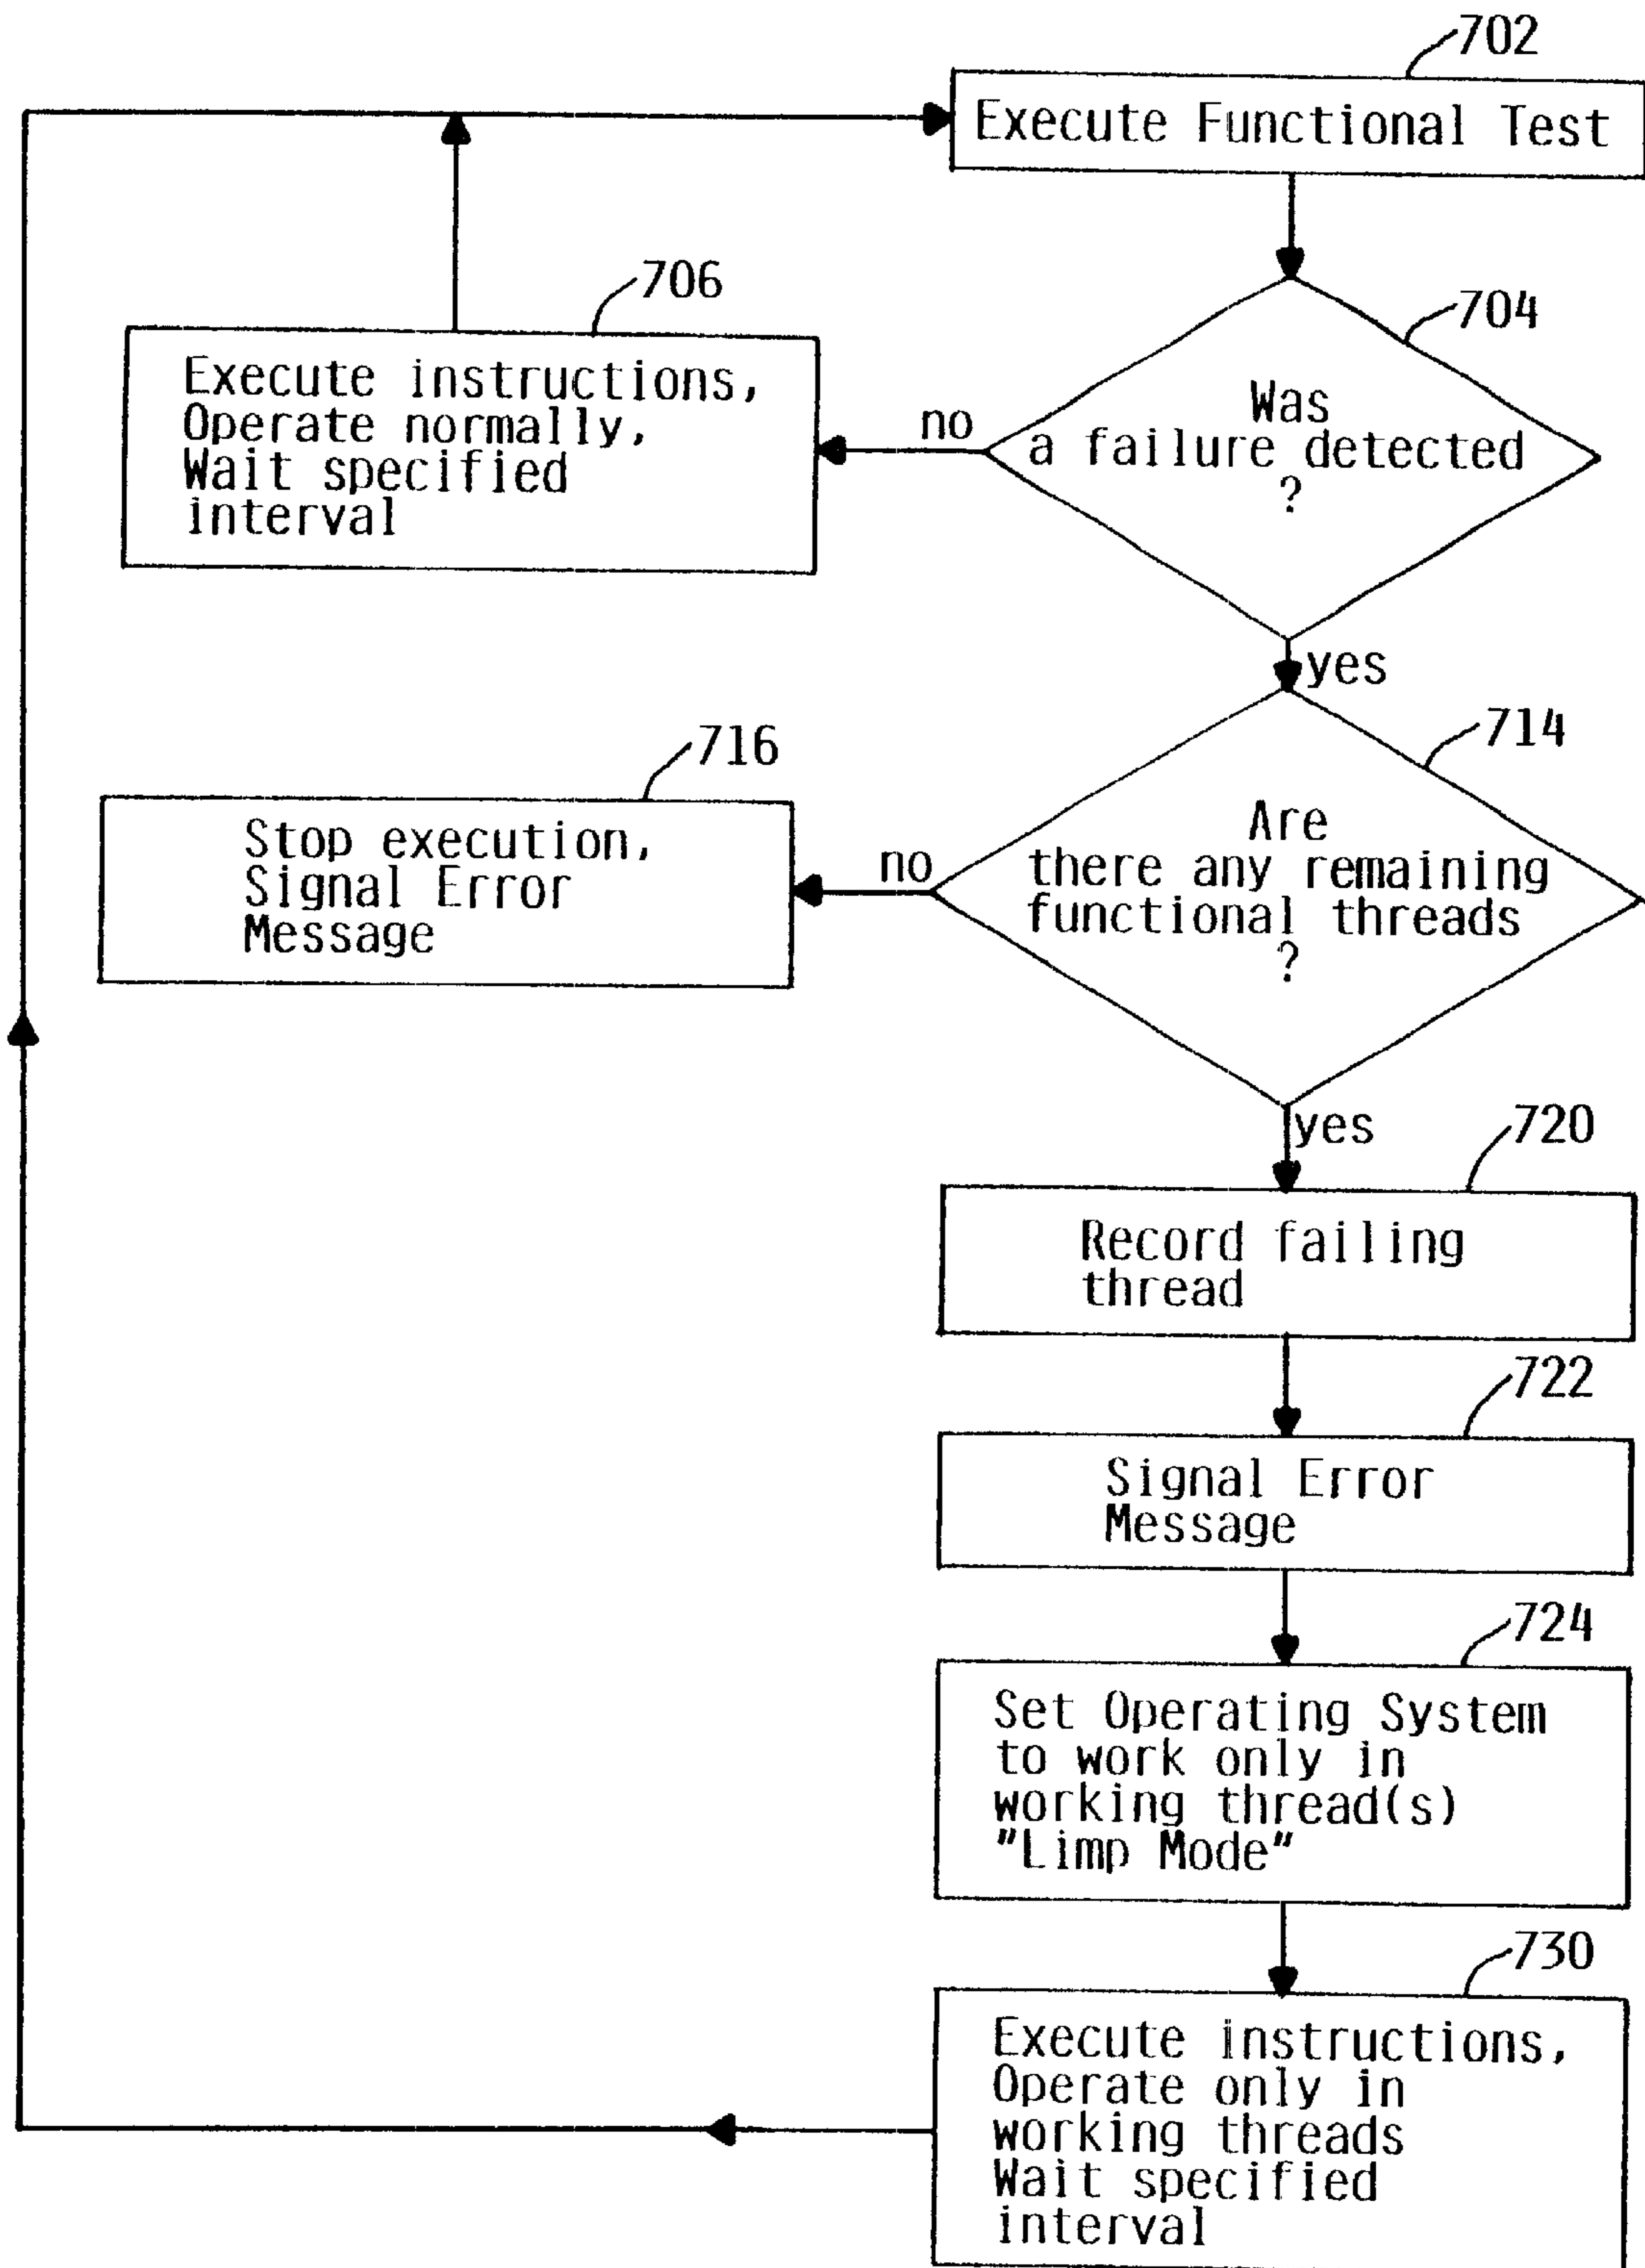 702
Execute Functional Test
706
704
Execute instructions,
Operate normally,
Wait specified
interval
no
Was
a failure detected
?
yes
716
714
Stop execution,
Signal Error
Message
no
Are
there any remaining
functional threads
?
yes
720
Record failing
thread
722
Signal Error
Message
724
Set Operating System
to work only in
working thread(s)
"Limp Mode"
730
Execute instructions,
Operate only in
working threads
Wait specified
interval